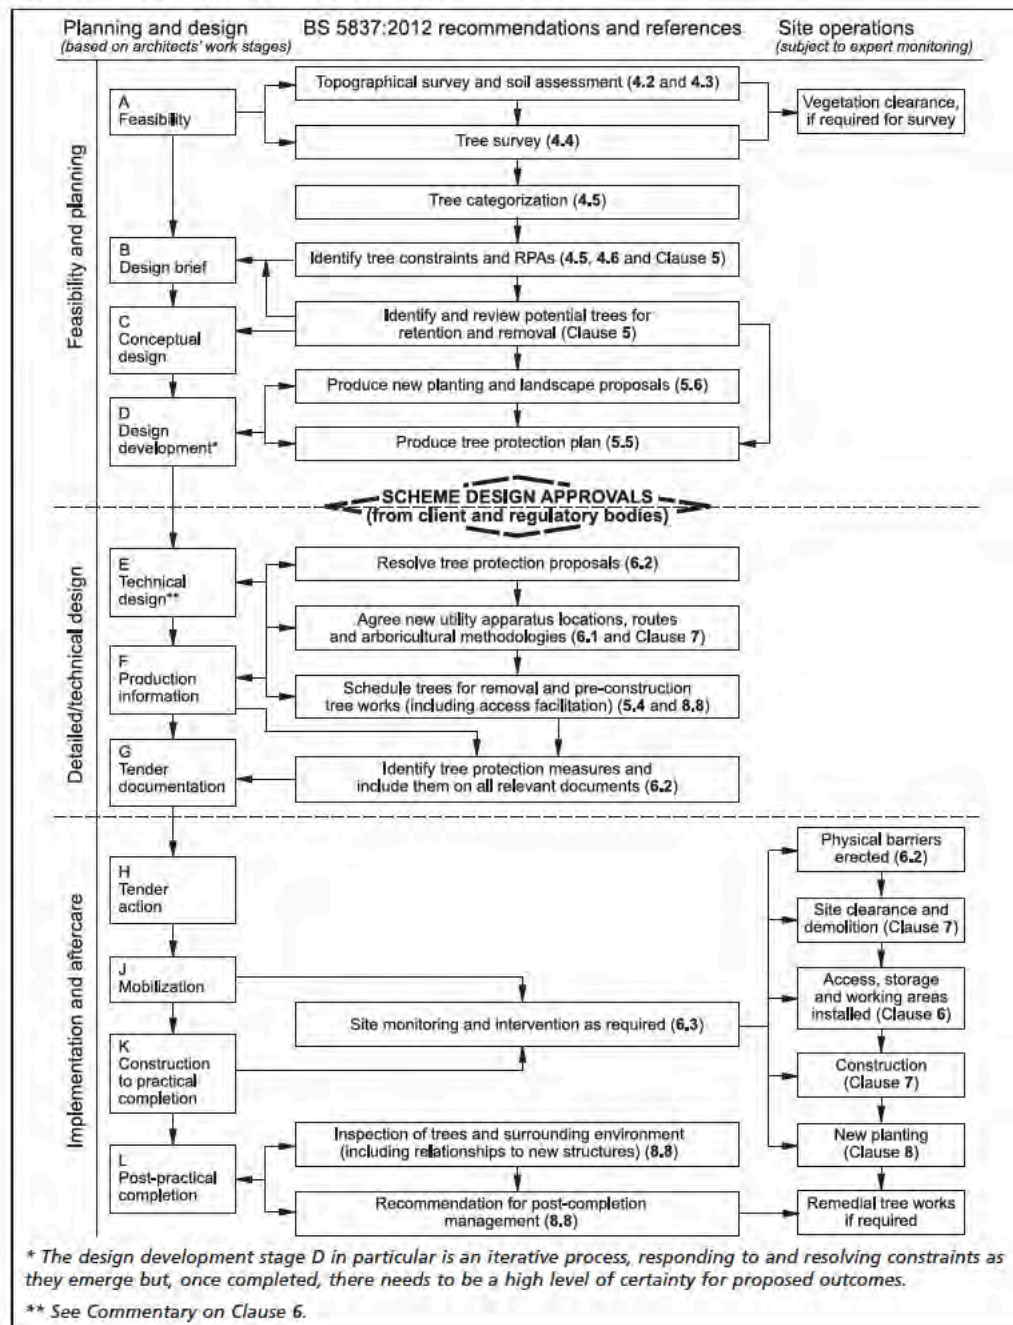 Planning and design
(based on architects' work stages)
BS 5837:2012 recommendations and references
Site operations
(subject to expert monitoring)
Feasibility and planning
A
Feasibility
Topographical survey and soil assessment (4.2 and 4.3)
Vegetation clearance,
if required for survey
Tree survey (4.4)
Tree categorization (4.5)
B
Design brief
Identify tree constraints and RPAs (4.5, 4.6 and Clause 5)
C
Conceptual
design
Identify and review potential trees for
retention and removal (Clause 5)
Produce new planting and landscape proposals (5.6)
D
Design
development*
Produce tree protection plan (5.5)
SCHEME DESIGN APPROVALS
(from client and regulatory bodies)
Detailed/technical design
E
Technical
design**
Resolve tree protection proposals (6.2)
Agree new utility apparatus locations, routes
and arboricultural methodologies (6.1 and Clause 7)
F
Production
information
Schedule trees for removal and pre-construction
tree works (including access facilitation) (5.4 and 8.8)
G
Tender
documentation
Identify tree protection measures and
include them on all relevant documents (6.2)
Implementation and aftercare
H
Tender
action
Physical barriers
erected (6.2)
Site clearance and
demolition (Clause 7)
J
Mobilization
Access, storage
and working areas
installed (Clause 6)
Site monitoring and intervention as required (6.3)
K
Construction
to practical
completion
Construction
(Clause 7)
New planting
(Clause 8)
L
Post-practical
completion
Inspection of trees and surrounding environment
(including relationships to new structures) (8.8)
Recommendation for post-completion
management (8.8)
Remedial tree works
if required
* The design development stage D in particular is an iterative process, responding to and resolving constraints as
they emerge but, once completed, there needs to be a high level of certainty for proposed outcomes.
** See Commentary on Clause 6.